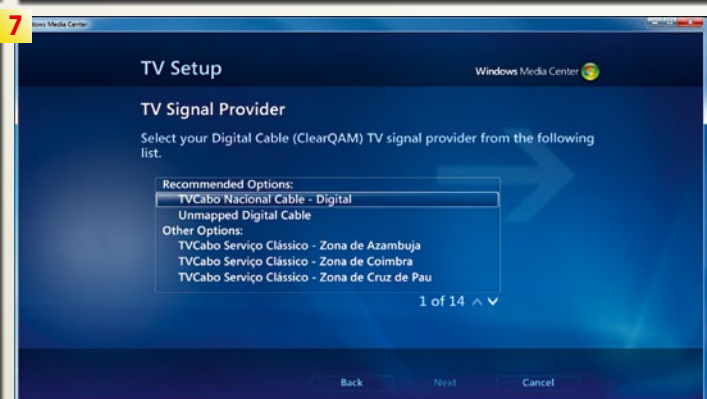 7
Windows Media Center
TV Setup
Windows Media Center
TV Signal Provider
Select your Digital Cable (ClearQAM) TV signal provider from the following
list.
Recommended Options:
TVCabo Nacional Cable - Digital
Unmapped Digital Cable
Other Options:
TVCabo Serviço Clássico - Zona de Azambuja
TVCabo Serviço Clássico - Zona de Coimbra
TVCabo Serviço Clássico - Zona de Cruz de Pau
1 of 14
Back Next Cancel